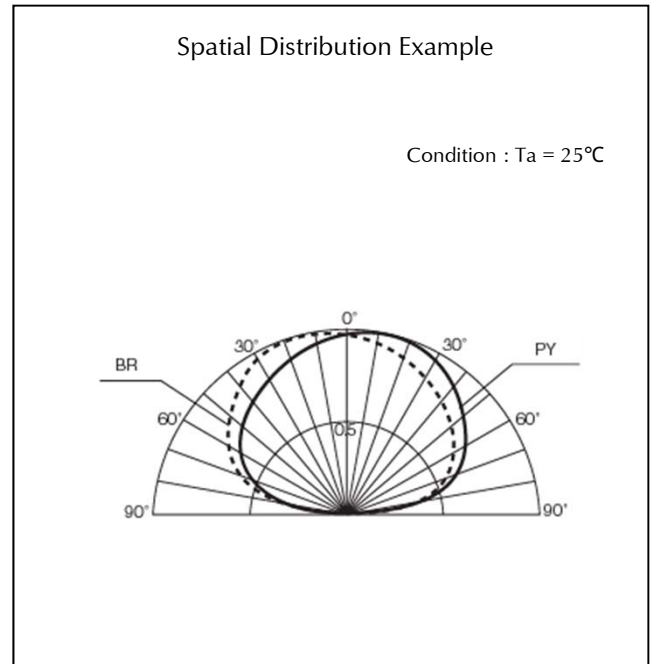 Spatial Distribution Example
Condition : Ta = 25℃
0°
30° 30°
BR PY
60° 60°
0.5
90° 90°